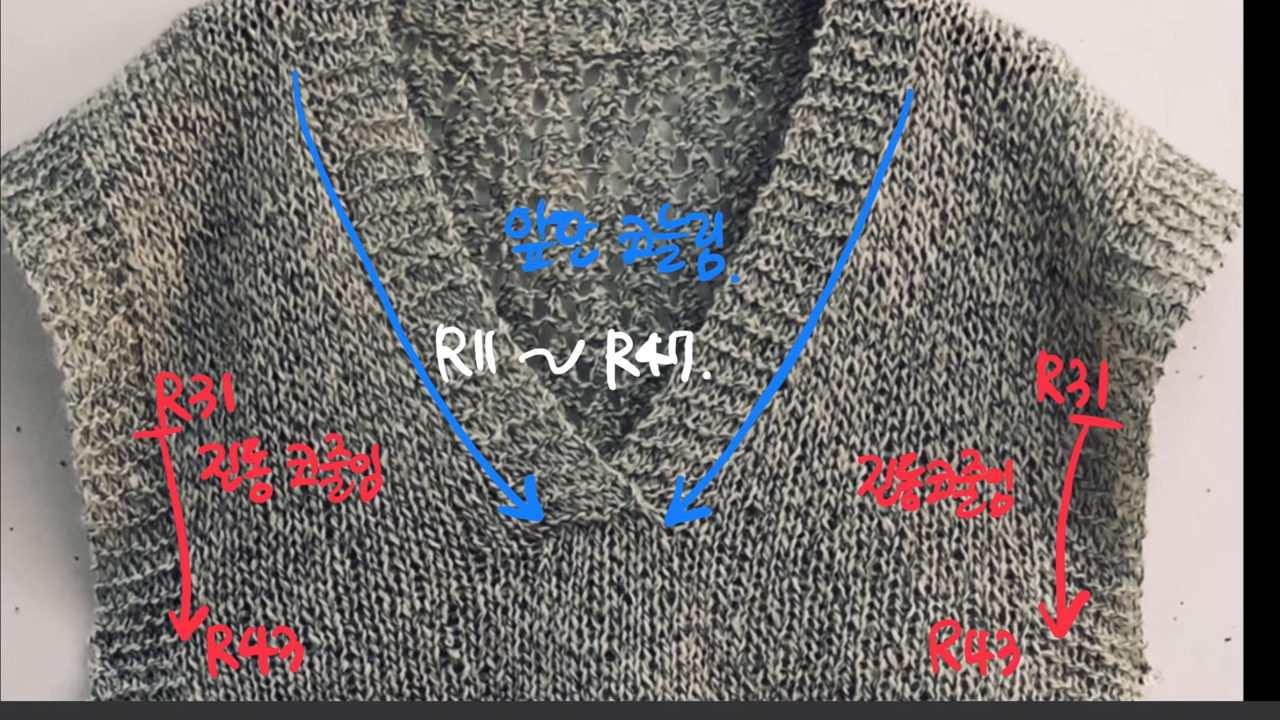 앞판 코늘림.
R11 ~ R47.
R31
진동 코줄임
R43
R31
진동코줄임
R43